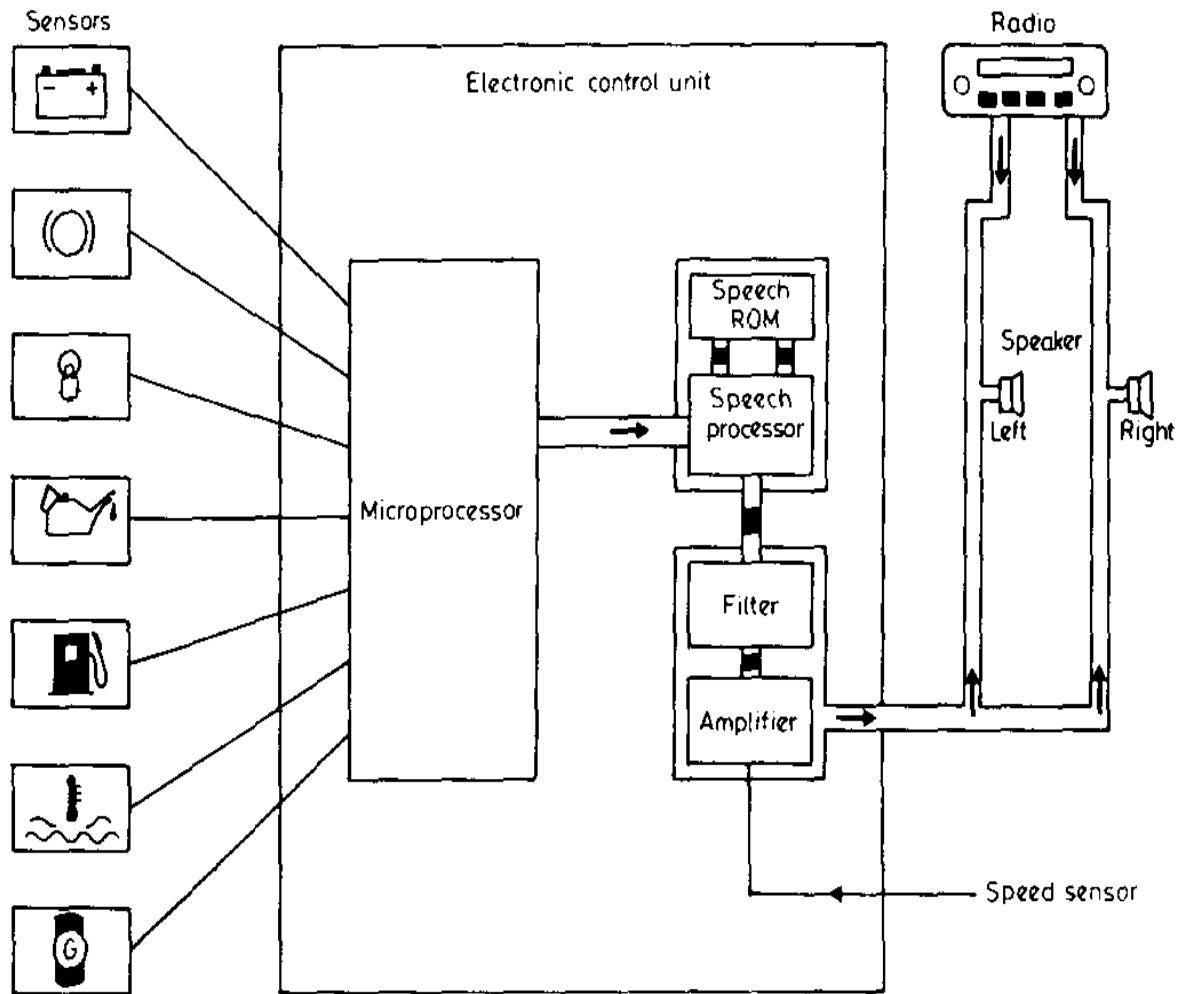 Sensors
Radio
Electronic control unit
- +
Speech
ROM
Speaker
Speech
processor
Left
Right
Microprocessor
Filter
Amplifier
Speed sensor
G